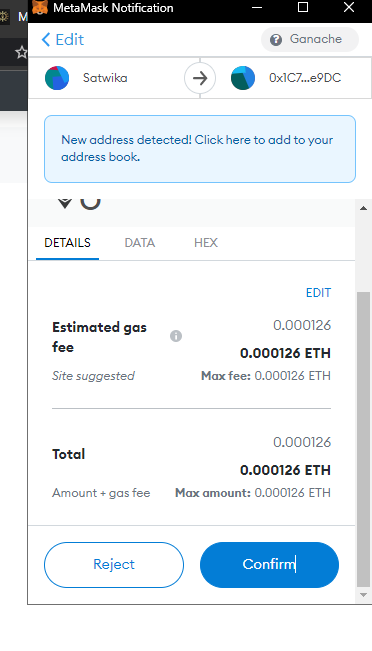 MetaMask Notification
Edit
Ganache
Satwika
0x1C7...e9DC
New address detected! Click here to add to your
address book.
DETAILS
DATA
HEX
EDIT
Estimated gas
fee
0.000126
0.000126 ETH
Site suggested
Max fee: 0.000126 ETH
Total
0.000126
0.000126 ETH
Amount + gas fee
Max amount: 0.000126 ETH
Reject
Confirm